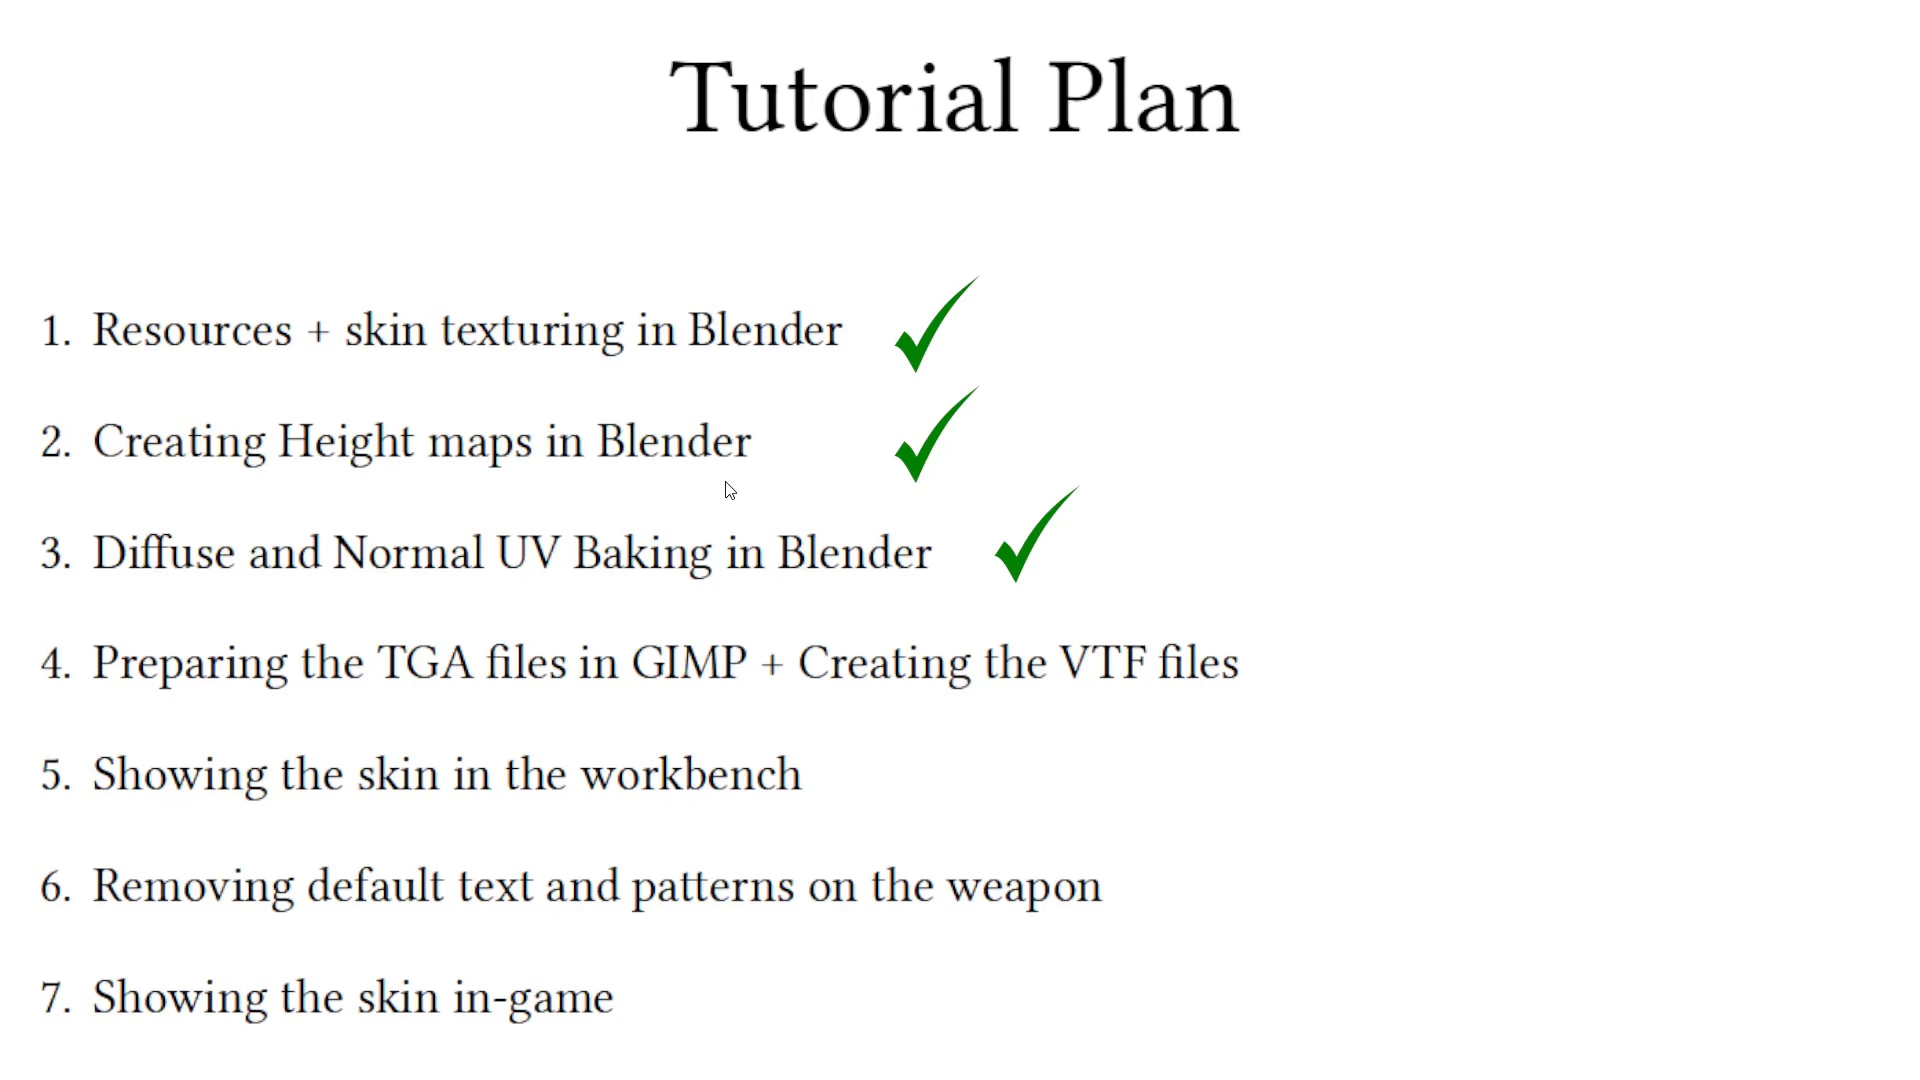 Tutorial Plan
1. Resources + skin texturing in Blender
2. Creating Height maps in Blender
3. Diffuse and Normal UV Baking in Blender
4. Preparing the TGA files in GIMP + Creating the VTF files
5. Showing the skin in the workbench
6. Removing default text and patterns on the weapon
7. Showing the skin in-game